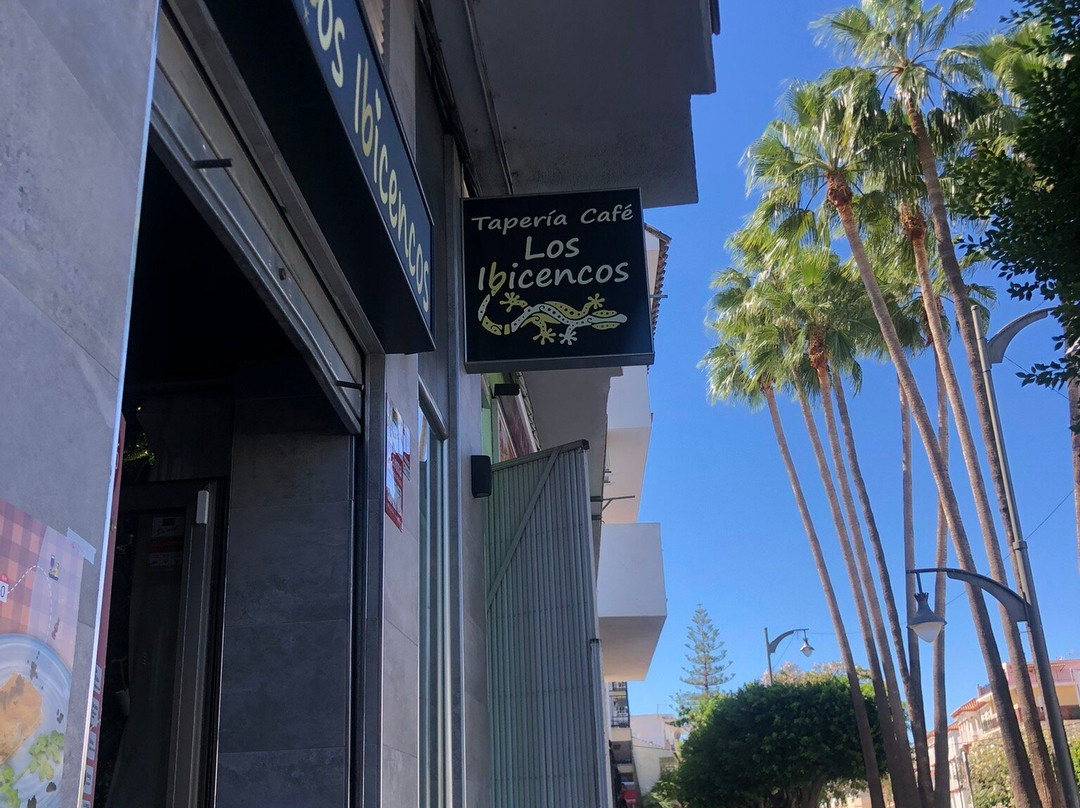 os Ibicencos
Tapería Café
Los
Ibicencos